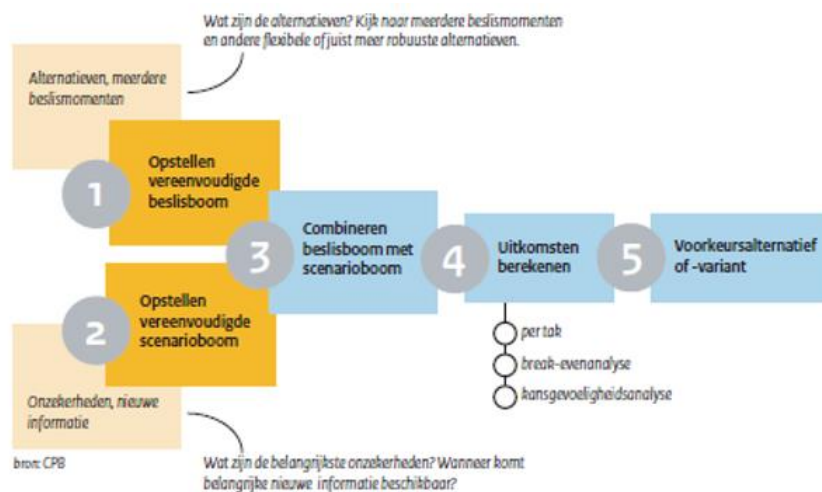 Wat zijn de alternatieven? Kijk naar meerdere beslismomenten
en andere flexibele of juist meer robuuste alternatieven.
Alternatieven, meerdere
beslismomenten
1
Opstellen
vereenvoudigde
beslisboom
2
Opstellen
vereenvoudigde
scenarioboom
3
Combineren
beslisboom met
scenarioboom
4
Uitkomsten
berekenen
5
Voorkeursalternatief
of -variant
per tak
break-evenanalyse
kansgevoeligheidsanalyse
Onzekerheden, nieuwe
informatie
bron: CPB
Wat zijn de belangrijkste onzekerheden? Wanneer komt
belangrijke nieuwe informatie beschikbaar?